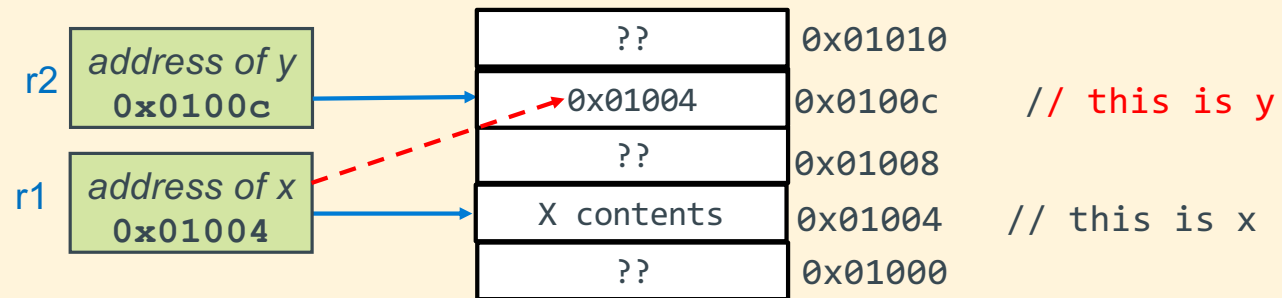 ?? 0x01010
r2 address of y
0x0100c
0x01004 0x0100c // this is y
?? 0x01008
r1 address of x
0x01004
X contents 0x01004 // this is x
?? 0x01000